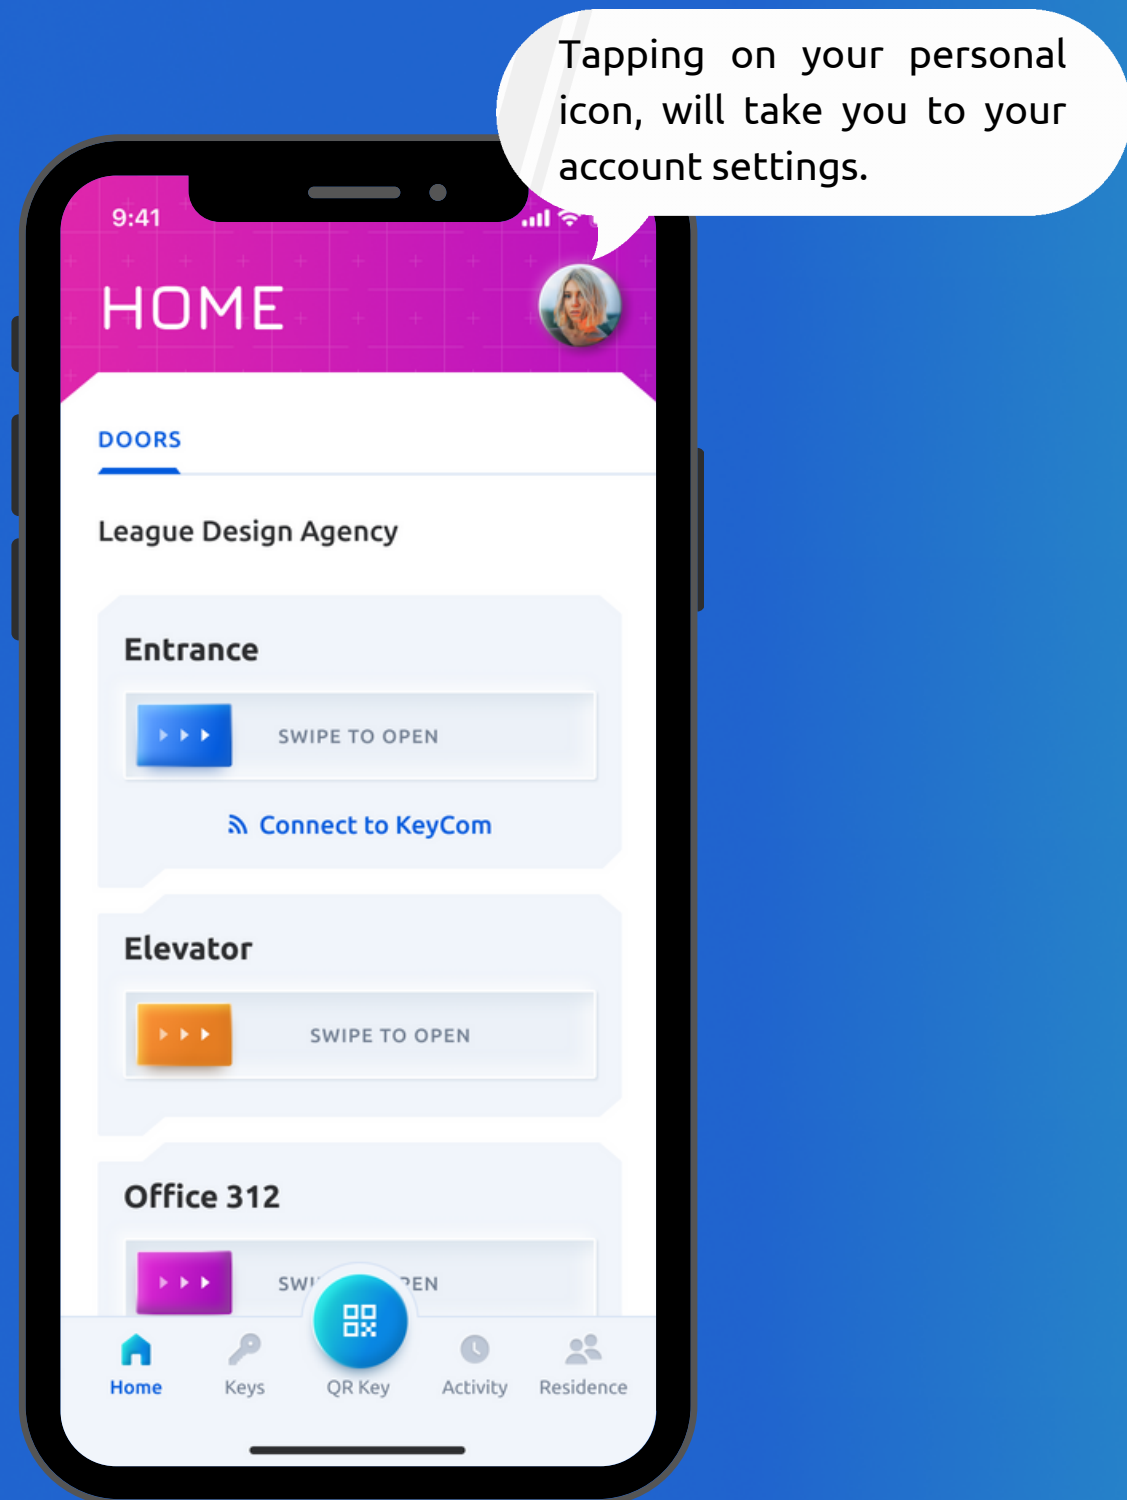 Tapping on your personal
icon, will take you to your
account settings.
9:41
HOME
DOORS
League Design Agency
Entrance
SWIPE TO OPEN
Connect to KeyCom
Elevator
SWIPE TO OPEN
Office 312
Home
Keys
QR Key
Activity
Residence